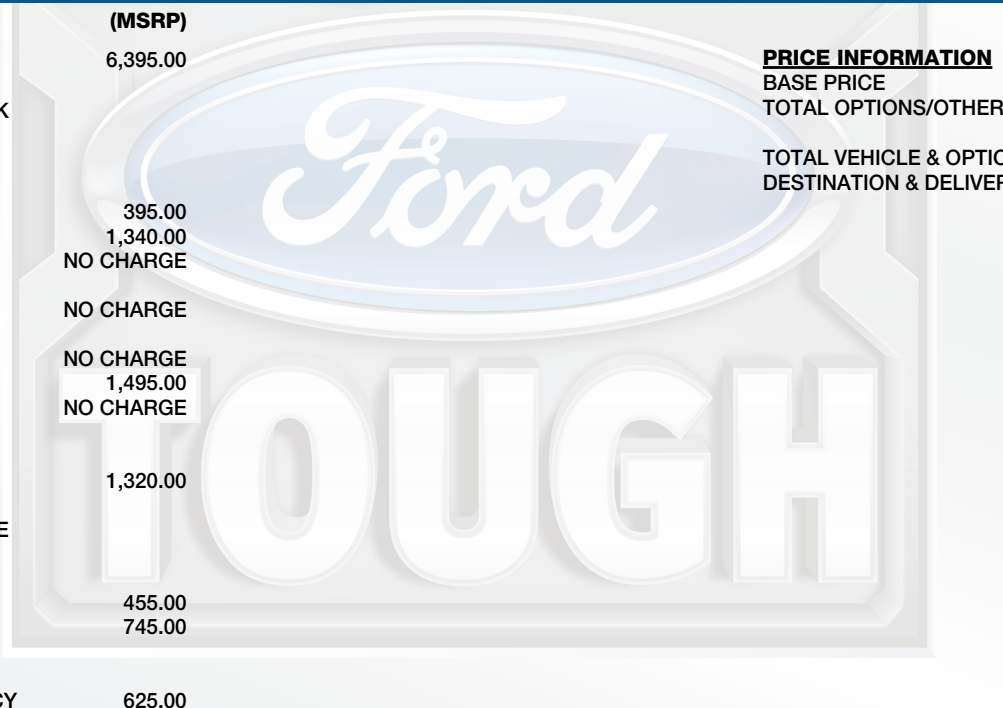 (MSRP)
6,395.00
K
395.00
1,340.00
NO CHARGE
NO CHARGE
NO CHARGE
1,495.00
NO CHARGE
1,320.00
E
455.00
745.00
CY 625.00
PRICE INFORMATION
BASE PRICE
TOTAL OPTIONS/OTHER
TOTAL VEHICLE & OPTIO
DESTINATION & DELIVER
Ford
TOUGH